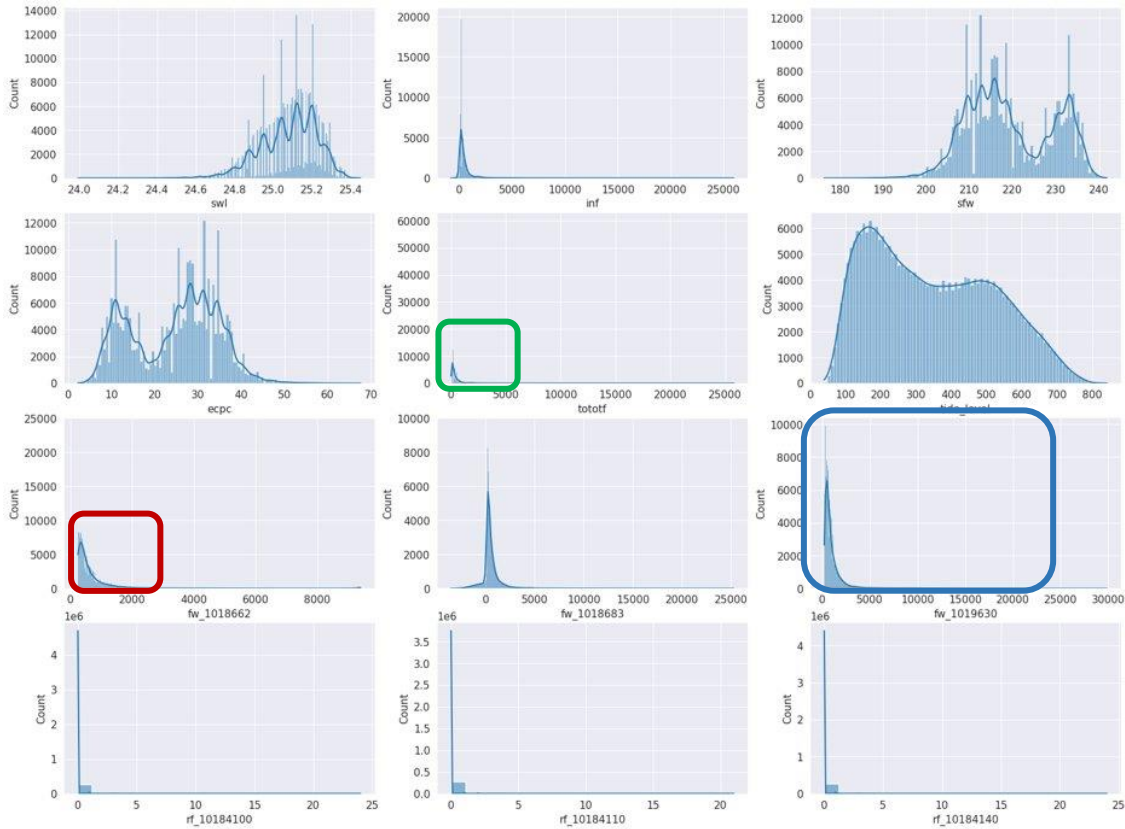 14000
12000
10000
8000
6000
4000
2000
0
Count
24.0 24.2 24.4 24.6 24.8 25.0 25.2 25.4
swl
20000
15000
10000
5000
0
Count
0 5000 10000 15000 20000 25000
inf
12000
10000
8000
6000
4000
2000
0
Count
180 190 200 210 220 230 240
sfw
12000
10000
8000
6000
4000
2000
0
Count
0 10 20 30 40 50 60 70
ecpc
60000
50000
40000
30000
20000
10000
0
Count
0 5000 10000 15000 20000 25000
tototf
6000
5000
4000
3000
2000
1000
0
Count
100 200 300 400 500 600 700 800
tide_level
25000
20000
15000
10000
5000
0
Count
0 2000 4000 6000 8000
fw_1018662
10000
8000
6000
4000
2000
0
Count
0 5000 10000 15000 20000 25000
fw_1018683
10000
8000
6000
4000
2000
0
Count
0 5000 10000 15000 20000 25000 30000
fw_1019630
1e6
4
3
2
1
0
Count
0 5 10 15 20 25
rf_10184100
1e6
3.5
3.0
2.5
2.0
1.5
1.0
0.5
0.0
Count
0 5 10 15 20
rf_10184110
1e6
4
3
2
1
0
Count
0 5 10 15 20 25
rf_10184140